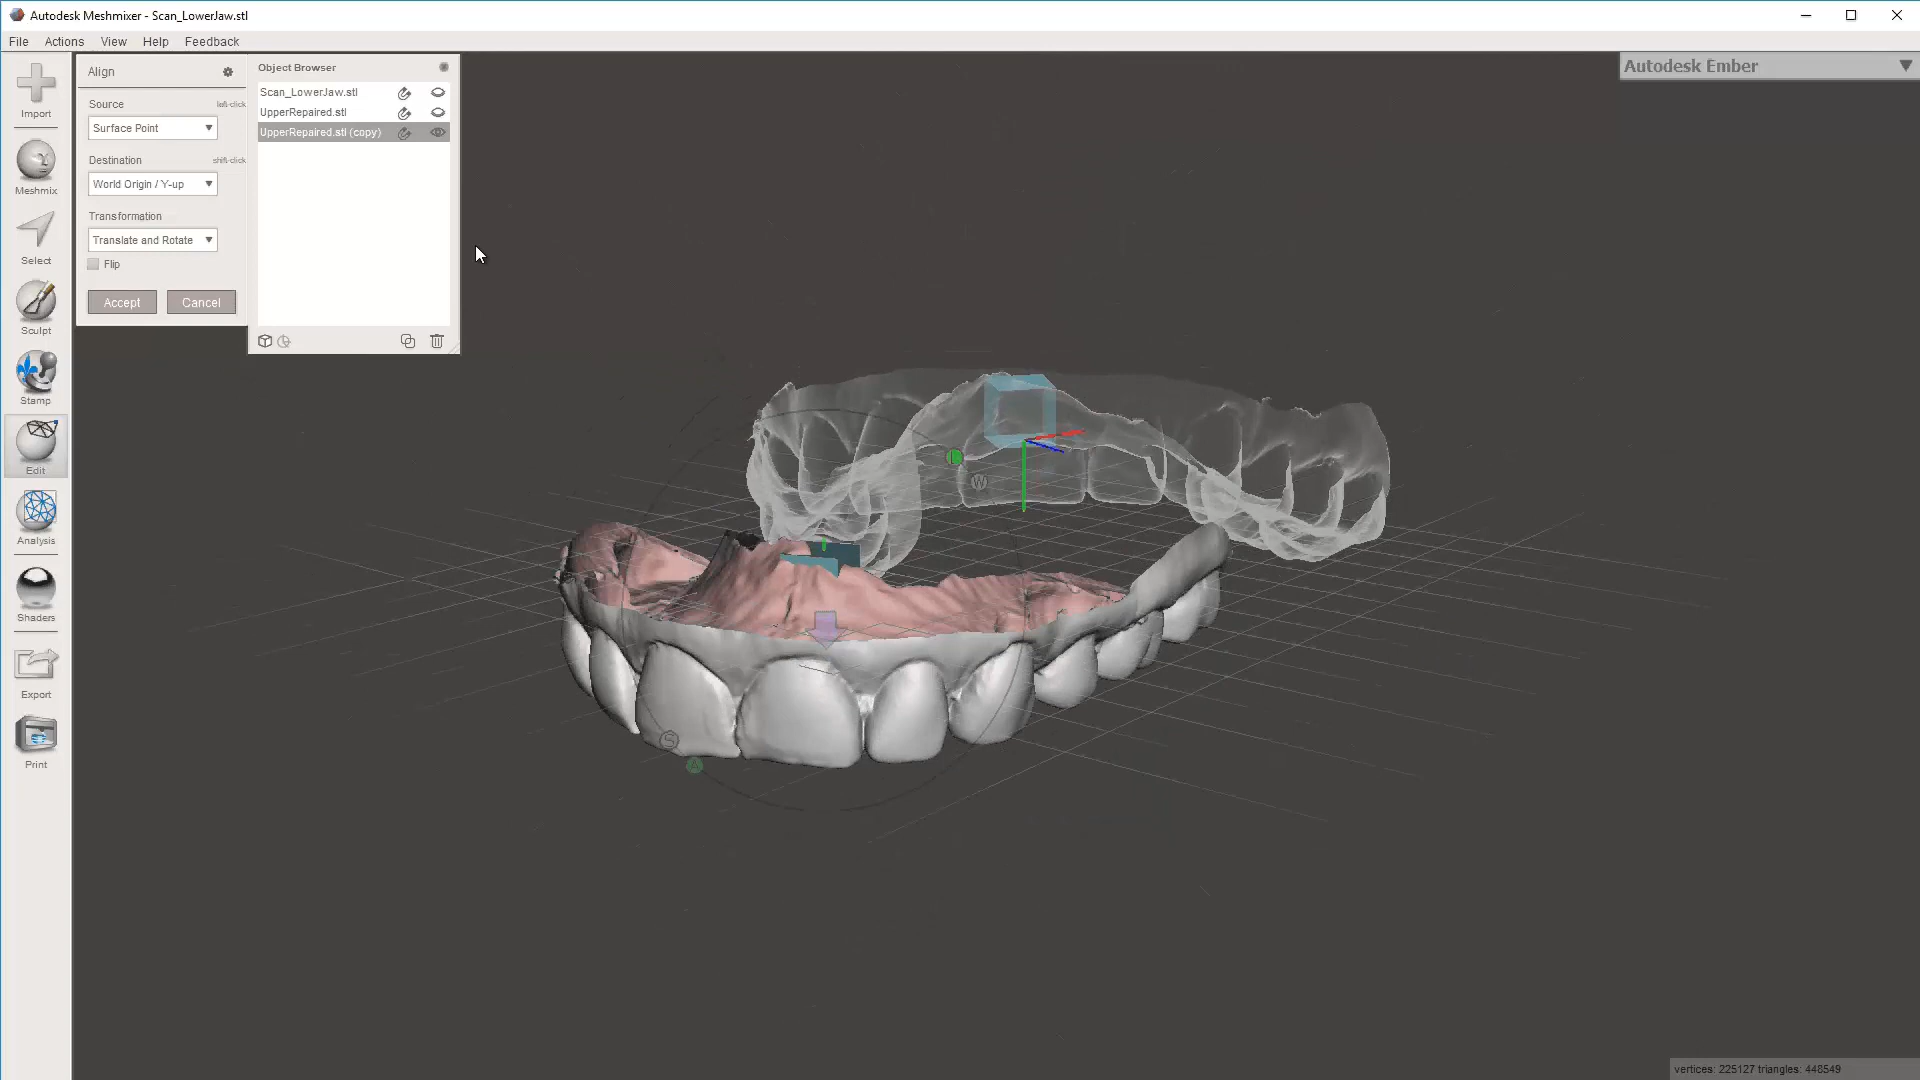 Autodesk Meshmixer - Scan_LowerJaw.stl
File Actions View Help Feedback
Import
Meshmix
Select
Sculpt
Stamp
Edit
Analysis
Shaders
Export
Print
Align
Source left-click
Surface Point
Destination shift-click
World Origin / Y-up
Transformation
Translate and Rotate
Flip
Accept Cancel
Object Browser
Scan_LowerJaw.stl
UpperRepaired.stl
UpperRepaired.stl (copy)
Autodesk Ember
W
S
A
vertices: 225127 triangles: 448549